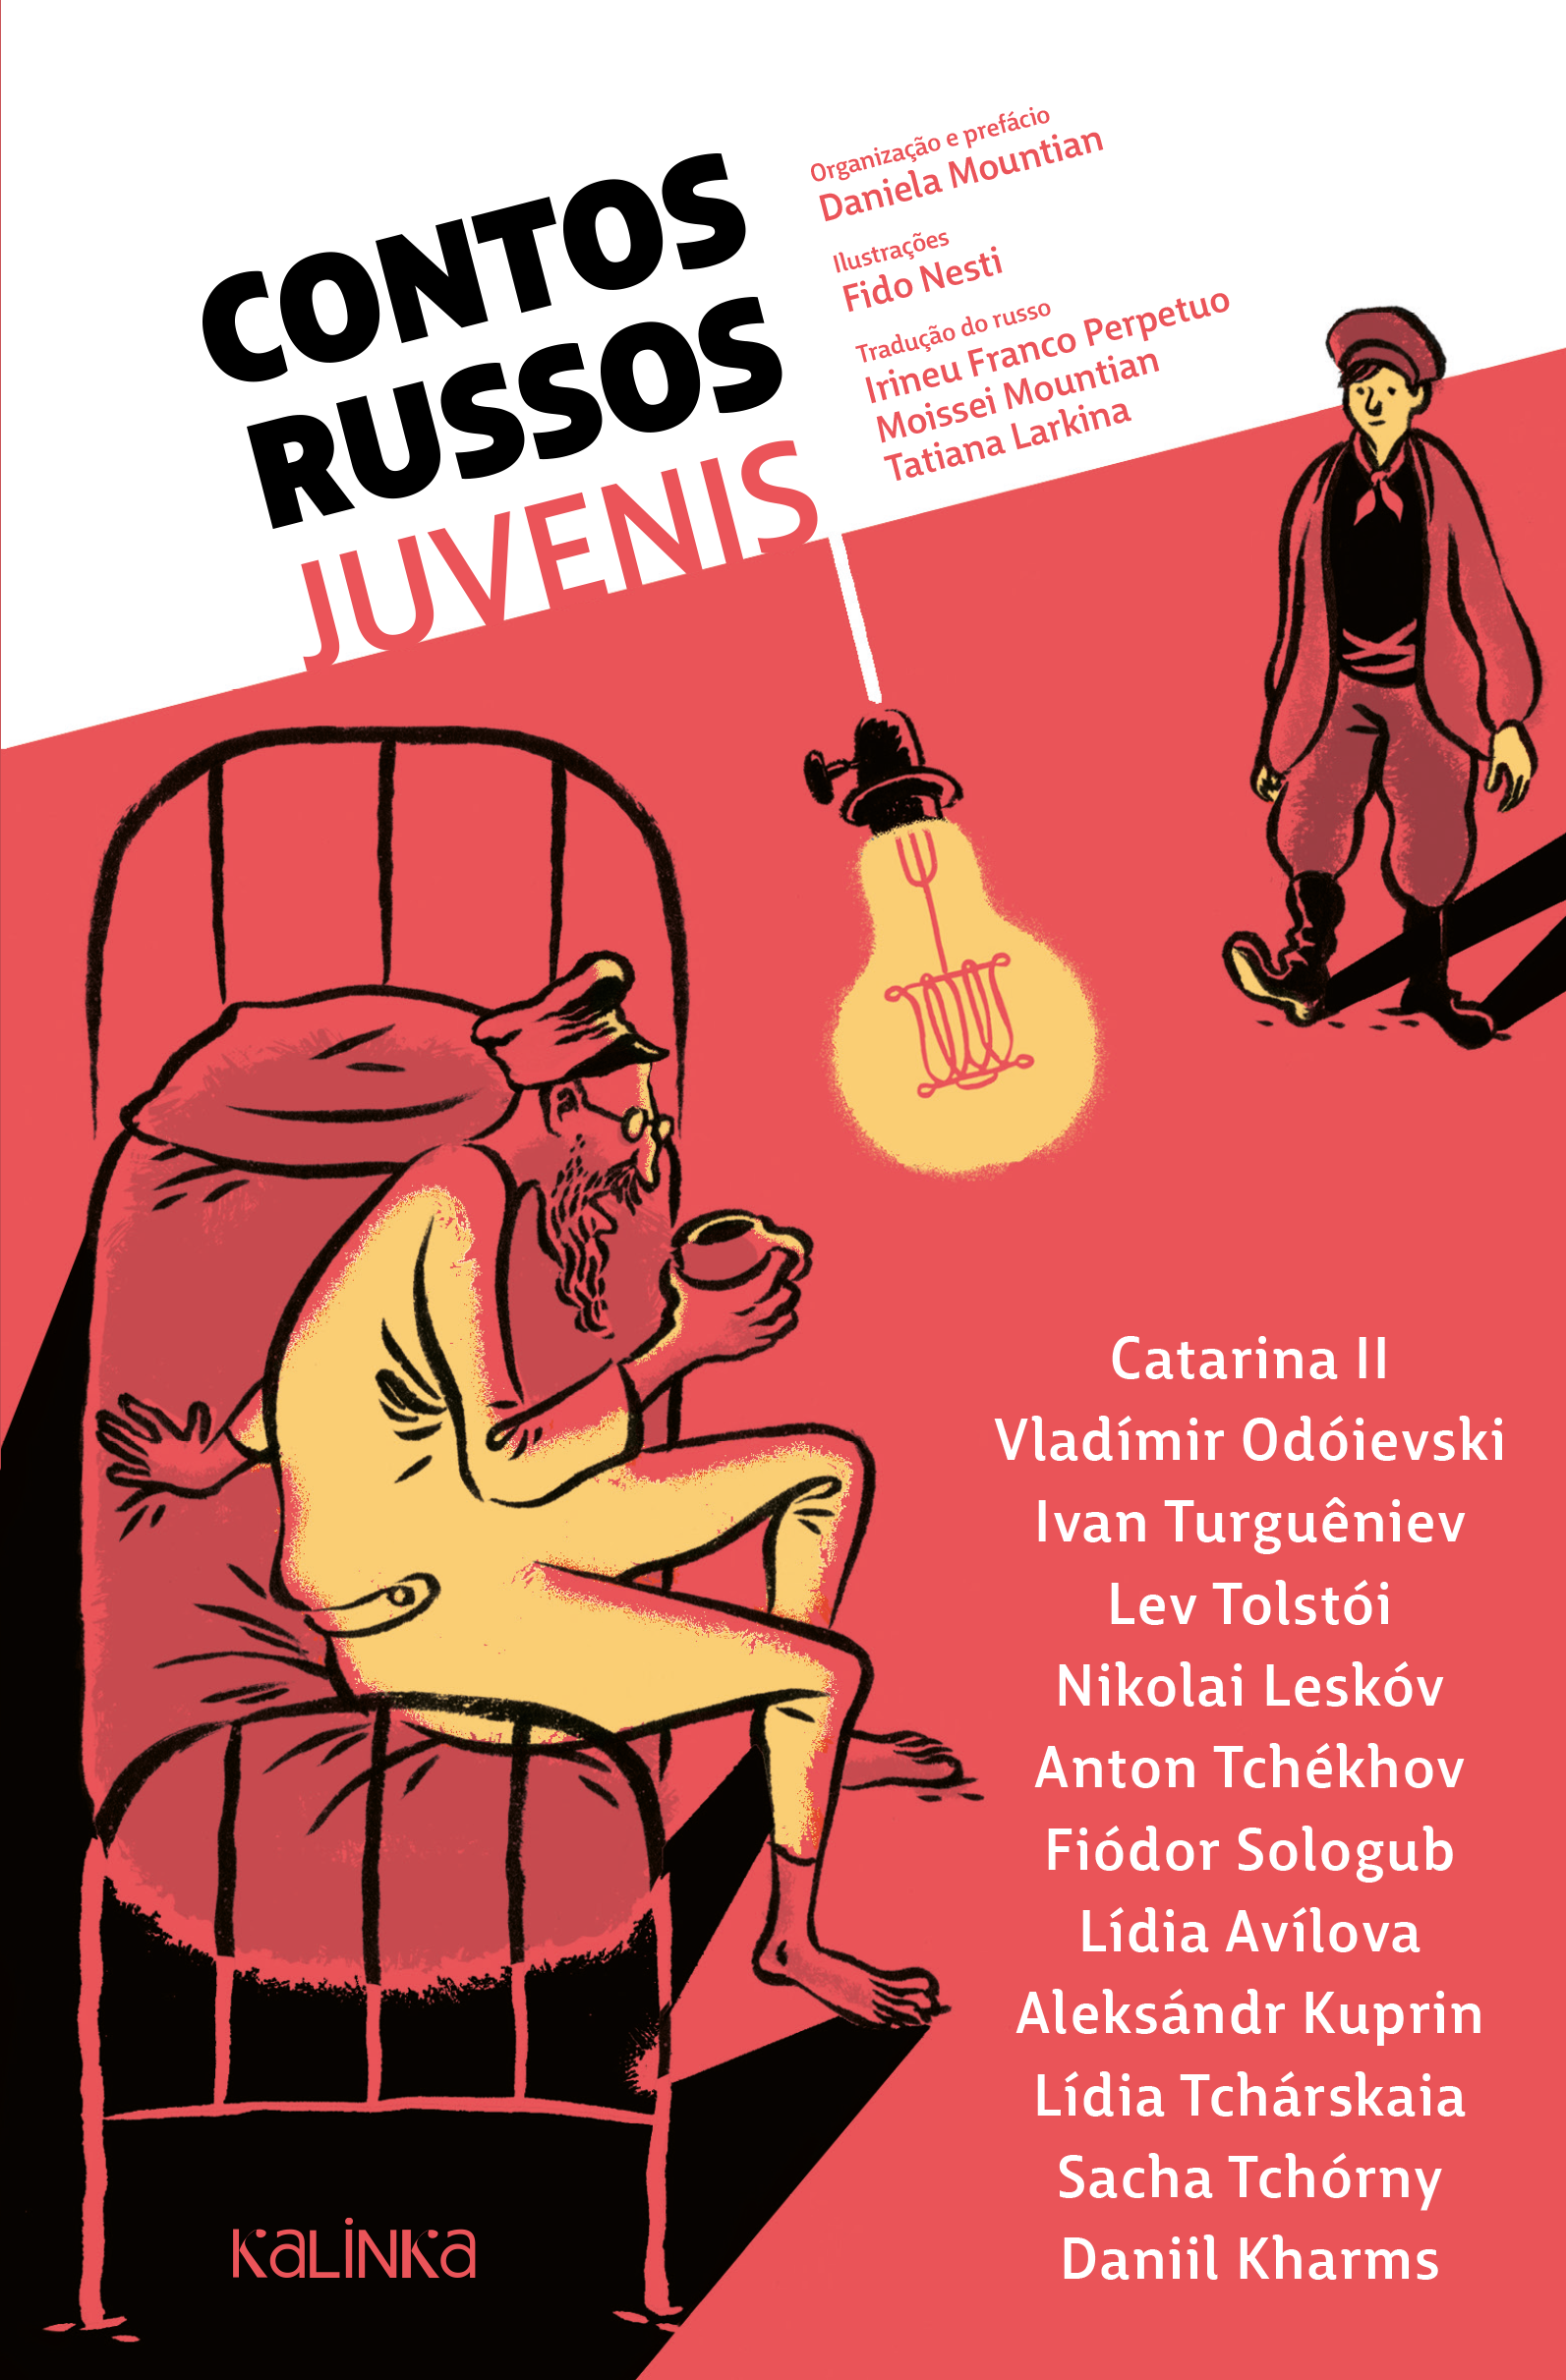 CONTOS
RUSSOS
JUVENIS
Organização e prefácio
Daniela Mountian
Ilustrações
Fido Nesti
Tradução do russo
Irineu Franco Perpetuo
Moissei Mountian
Tatiana Larkina
Catarina II
Vladímir Odóievski
Ivan Turguêniev
Lev Tolstói
Nikolai Leskóv
Anton Tchékhov
Fiódor Sologub
Lídia Avílova
Aleksándr Kuprin
Lídia Tchárskaia
Sacha Tchórny
Daniil Kharms
KALINKA